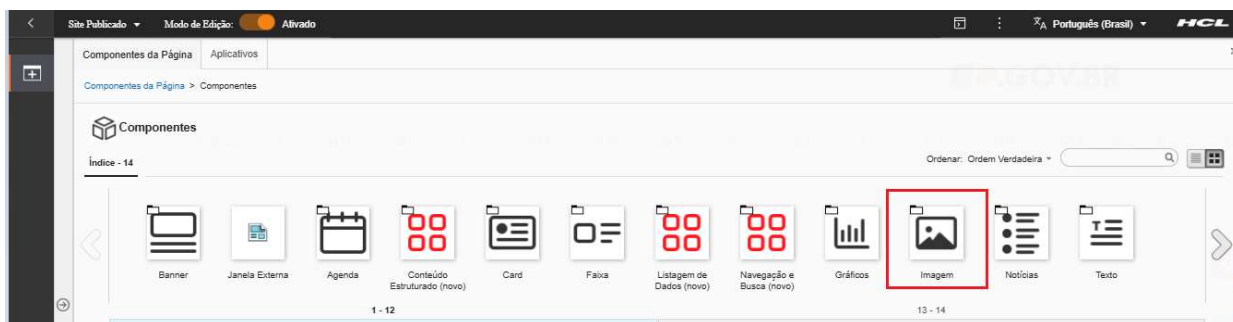 Site Publicado Modo de Edição: Ativado Português (Brasil) HCL
Componentes da Página Aplicativos
Componentes da Página > Componentes
Componentes
Índice - 14
Ordenar: Ordem Verdadeira
Banner
Janela Externa
Agenda
Conteúdo
Estruturado (novo)
Card
Faixa
Listagem de
Dados (novo)
Navegação e
Busca (novo)
Gráficos
Imagem
Notícias
Texto
1 - 12
13 - 14